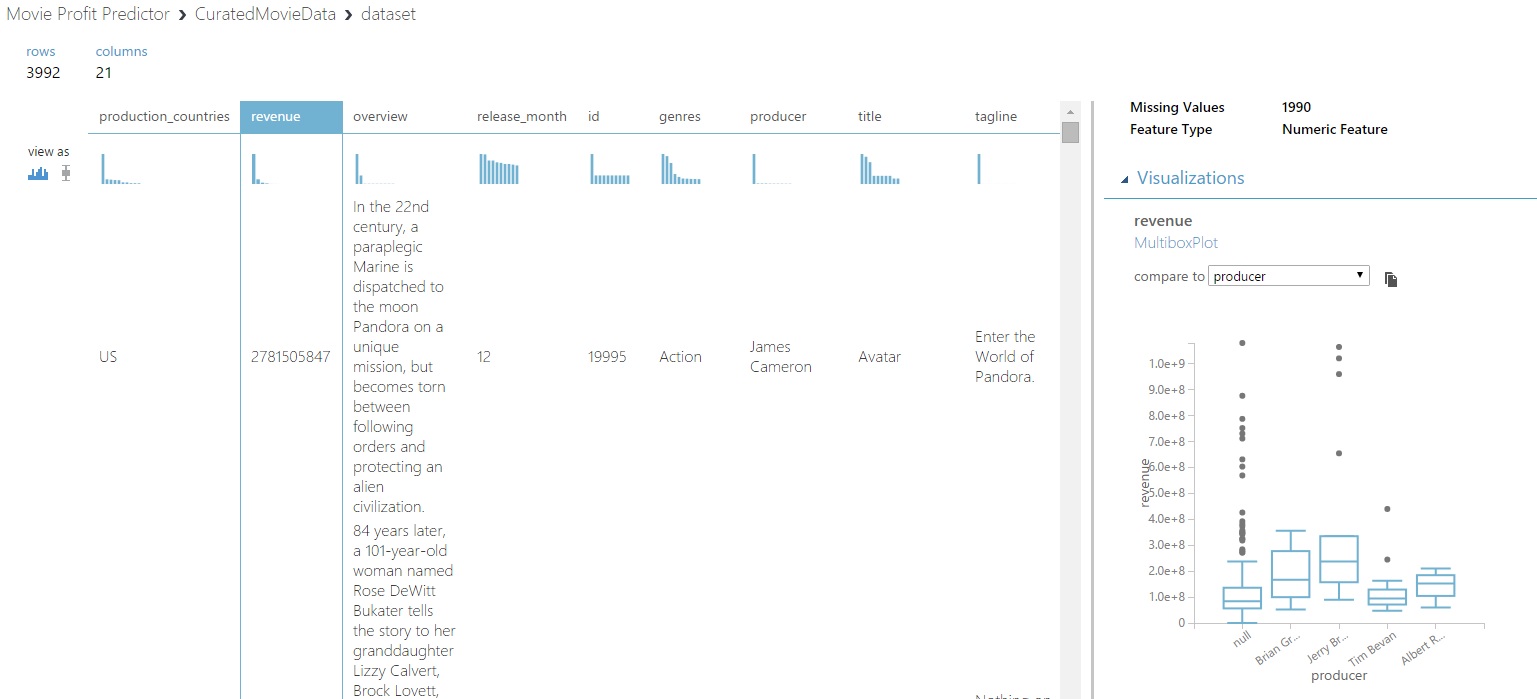 Movie Profit Predictor › CuratedMovieData › dataset
rows columns
3992 21
production_countries revenue overview release_month id genres producer title tagline
view as
US
2781505847
In the 22nd
century, a
paraplegic
Marine is
dispatched to
the moon
Pandora on a
unique
mission, but
becomes torn
between
following
orders and
protecting an
alien
civilization.
12
19995
Action
James
Cameron
Avatar
Enter the
World of
Pandora.
84 years later,
a 101-year-old
woman named
Rose DeWitt
Bukater tells
the story to her
granddaughter
Lizzy Calvert,
Brock Lovett,
Missing Values 1990
Feature Type Numeric Feature
Visualizations
revenue
MultiboxPlot
compare to producer
revenue
1.0e+9
9.0e+8
8.0e+8
7.0e+8
6.0e+8
5.0e+8
4.0e+8
3.0e+8
2.0e+8
1.0e+8
0
null Brian Gr... Jerry Br... Tim Bevan Albert R...
producer